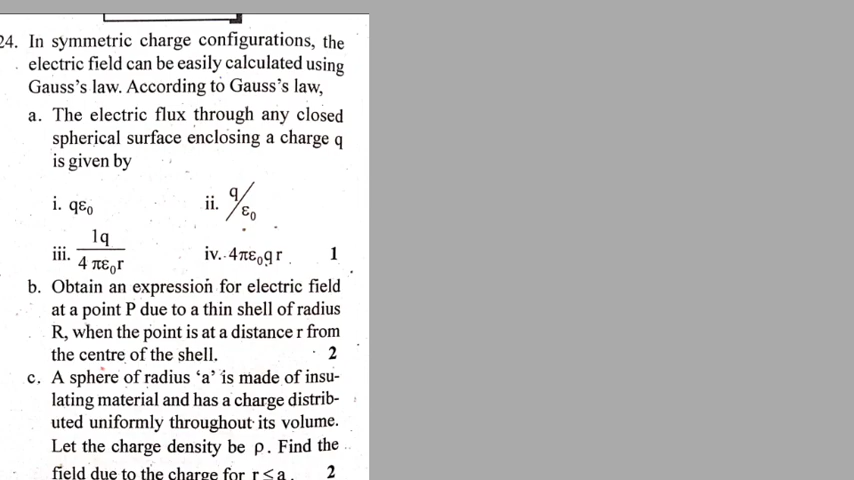 24. In symmetric charge configurations, the
electric field can be easily calculated using
Gauss's law. According to Gauss's law,
a. The electric flux through any closed
spherical surface enclosing a charge q
is given by
i. qε₀ ii. q/ε₀
iii. 1q/4 πε₀r iv. 4πε₀q r 1
b. Obtain an expression for electric field
at a point P due to a thin shell of radius
R, when the point is at a distance r from
the centre of the shell. 2
c. A sphere of radius ‘a’ is made of insu-
lating material and has a charge distrib-
uted uniformly throughout its volume.
Let the charge density be ρ. Find the
field due to the charge for r ≤ a. 2